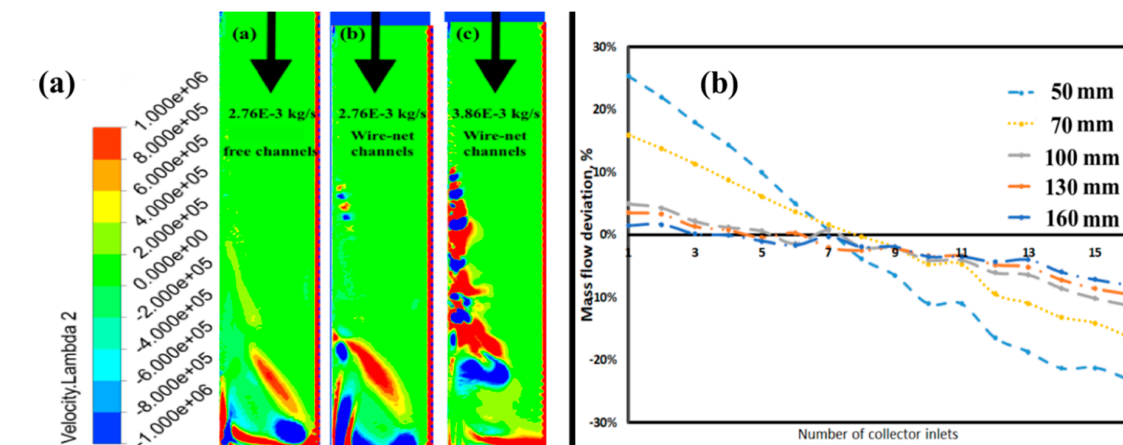 (a)
Velocity.Lambda 2
1.000e+06
8.000e+05
6.000e+05
4.000e+05
2.000e+05
0.000e+00
-2.000e+05
-4.000e+05
-6.000e+05
-8.000e+05
-1.000e+06
(a)
2.76E-3 kg/s
free channels
(b)
2.76E-3 kg/s
Wire-net
channels
(c)
3.86E-3 kg/s
Wire-net
channels
(b)
Mass flow deviation, %
30%
20%
10%
0%
-10%
-20%
-30%
1 3 5 7 9 11 13 15
Number of collector inlets
50 mm
70 mm
100 mm
130 mm
160 mm